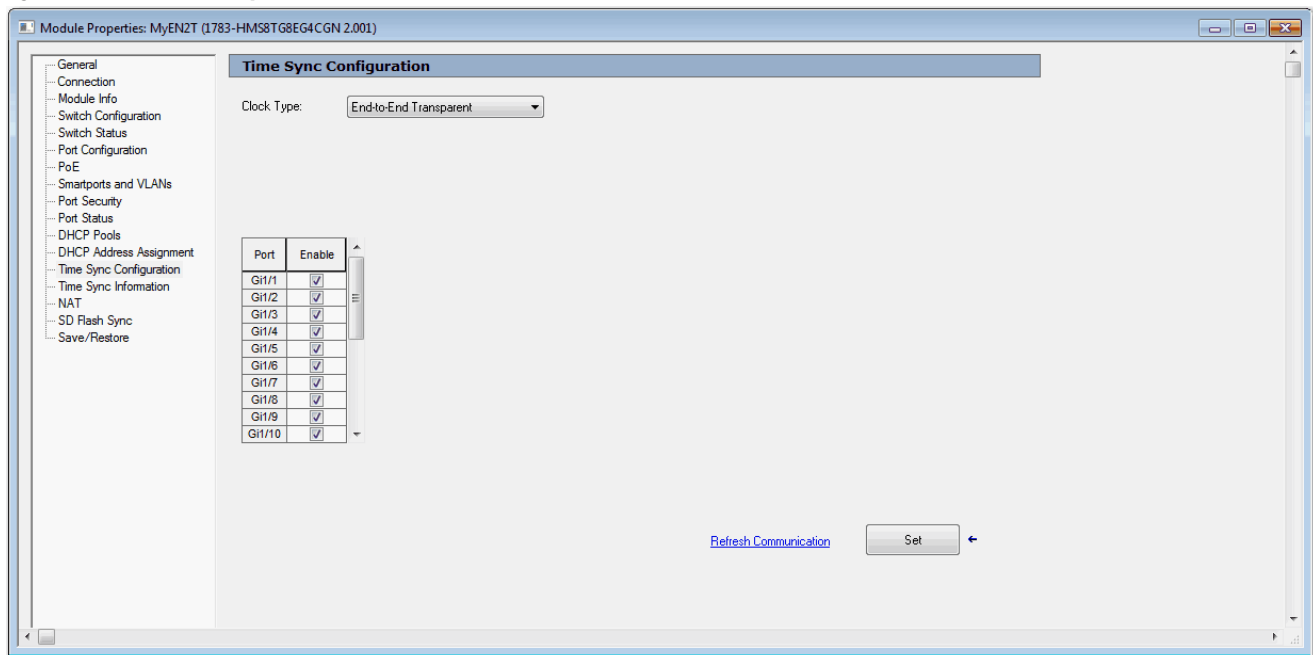 Module Properties: MyEN2T (1783-HMS8TG8EG4CGN 2.001)
General
Connection
Module Info
Switch Configuration
Switch Status
Port Configuration
PoE
Smartports and VLANs
Port Security
Port Status
DHCP Pools
DHCP Address Assignment
Time Sync Configuration
Time Sync Information
NAT
SD Flash Sync
Save/Restore
Time Sync Configuration
Clock Type: End-to-End Transparent
Port Enable
Gi1/1
Gi1/2
Gi1/3
Gi1/4
Gi1/5
Gi1/6
Gi1/7
Gi1/8
Gi1/9
Gi1/10
Refresh Communication Set